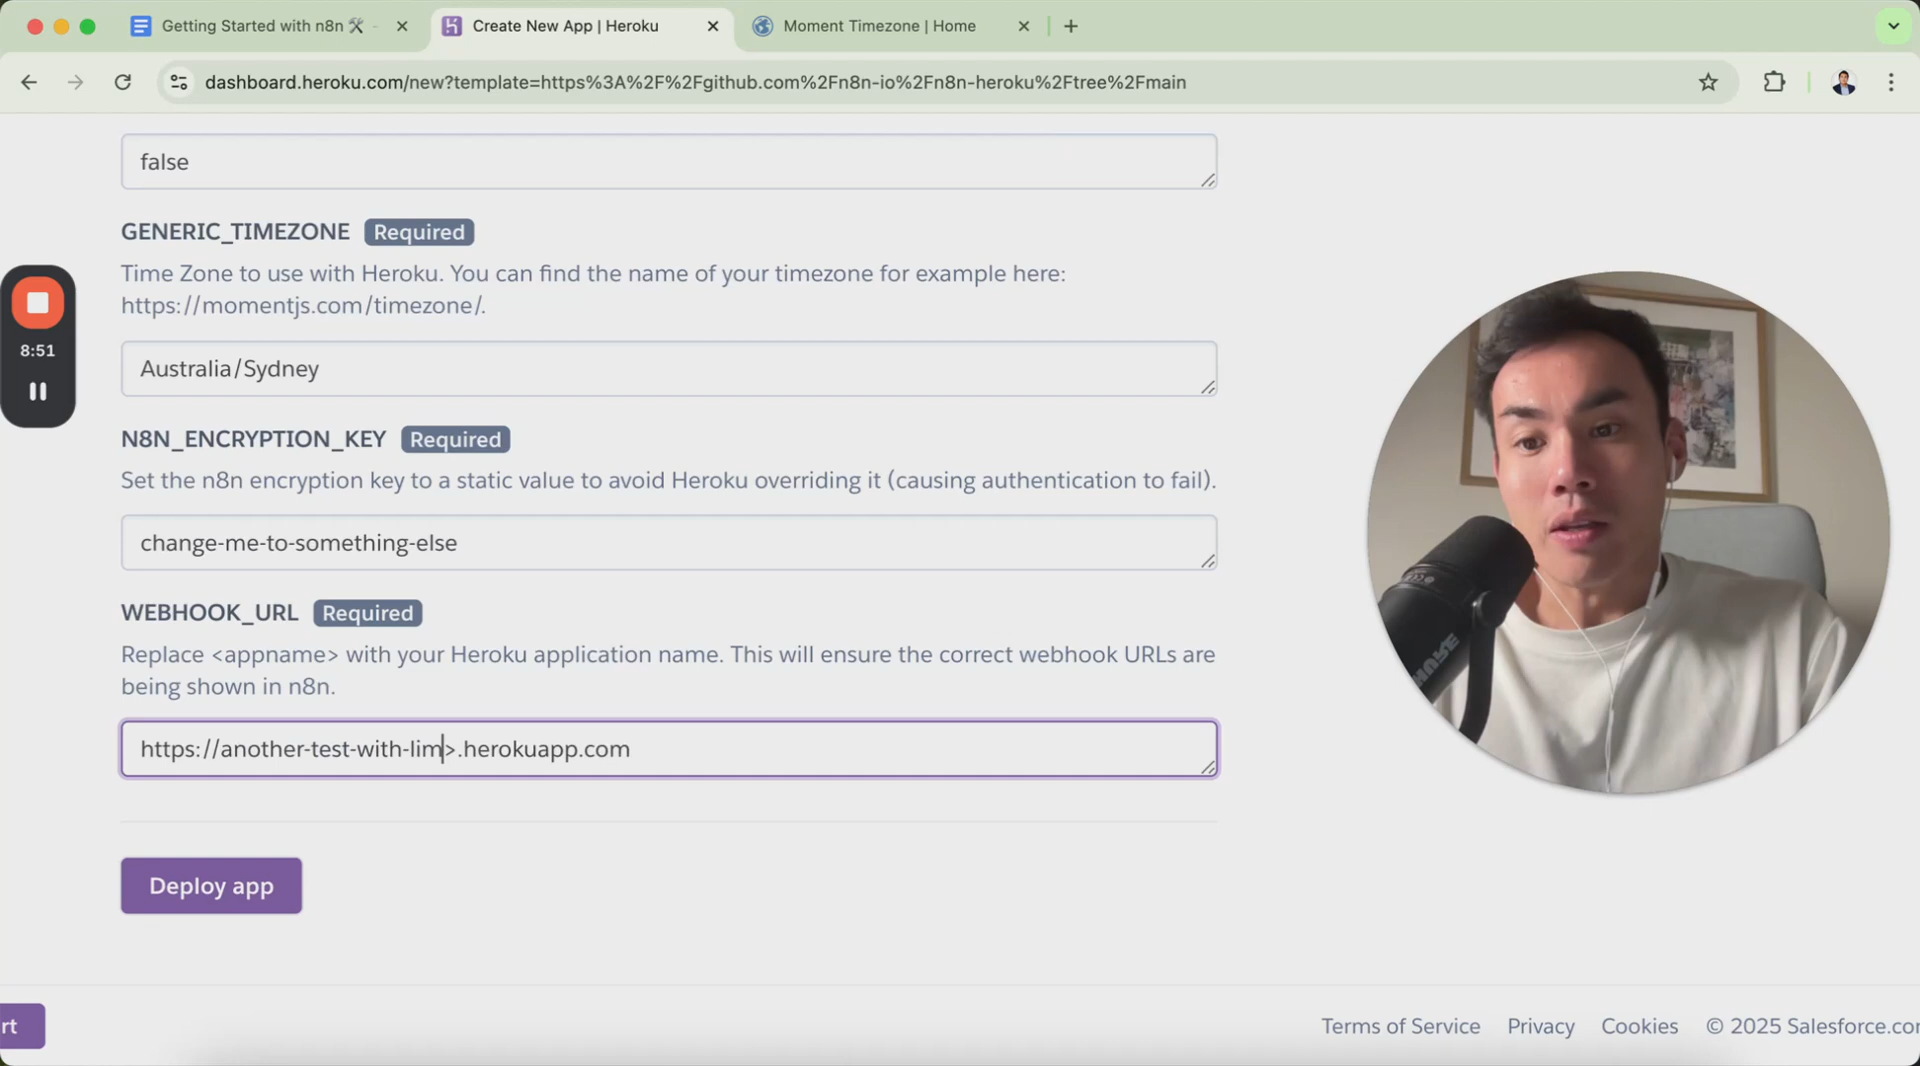 Getting Started with n8n 🛠 -
Create New App | Heroku
Moment Timezone | Home
dashboard.heroku.com/new?template=https%3A%2F%2Fgithub.com%2Fn8n-io%2Fn8n-heroku%2Ftree%2Fmain
false
GENERIC_TIMEZONE Required
Time Zone to use with Heroku. You can find the name of your timezone for example here:
https://momentjs.com/timezone/.
8:51
Australia/Sydney
N8N_ENCRYPTION_KEY Required
Set the n8n encryption key to a static value to avoid Heroku overriding it (causing authentication to fail).
change-me-to-something-else
WEBHOOK_URL Required
Replace <appname> with your Heroku application name. This will ensure the correct webhook URLs are
being shown in n8n.
https://another-test-with-lim>.herokuapp.com
Deploy app
rt
Terms of Service Privacy Cookies © 2025 Salesforce.con